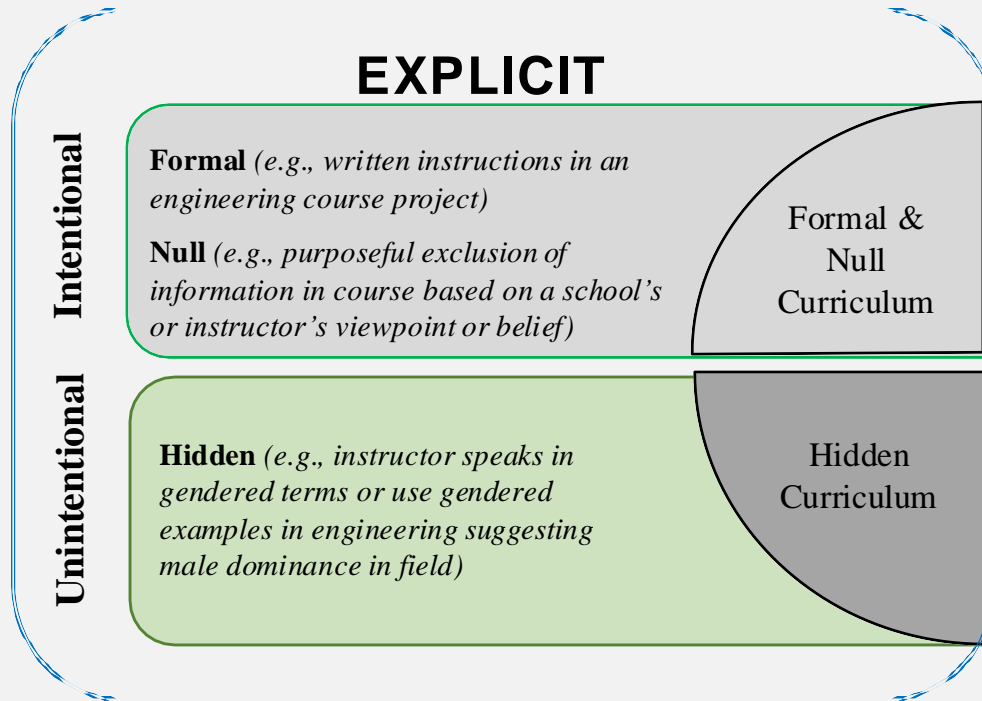 EXPLICIT
Intentional
Formal (e.g., written instructions in an
engineering course project)
Null (e.g., purposeful exclusion of
information in course based on a school's
or instructor's viewpoint or belief)
Formal &
Null
Curriculum
Unintentional
Hidden (e.g., instructor speaks in
gendered terms or use gendered
examples in engineering suggesting
male dominance in field)
Hidden
Curriculum